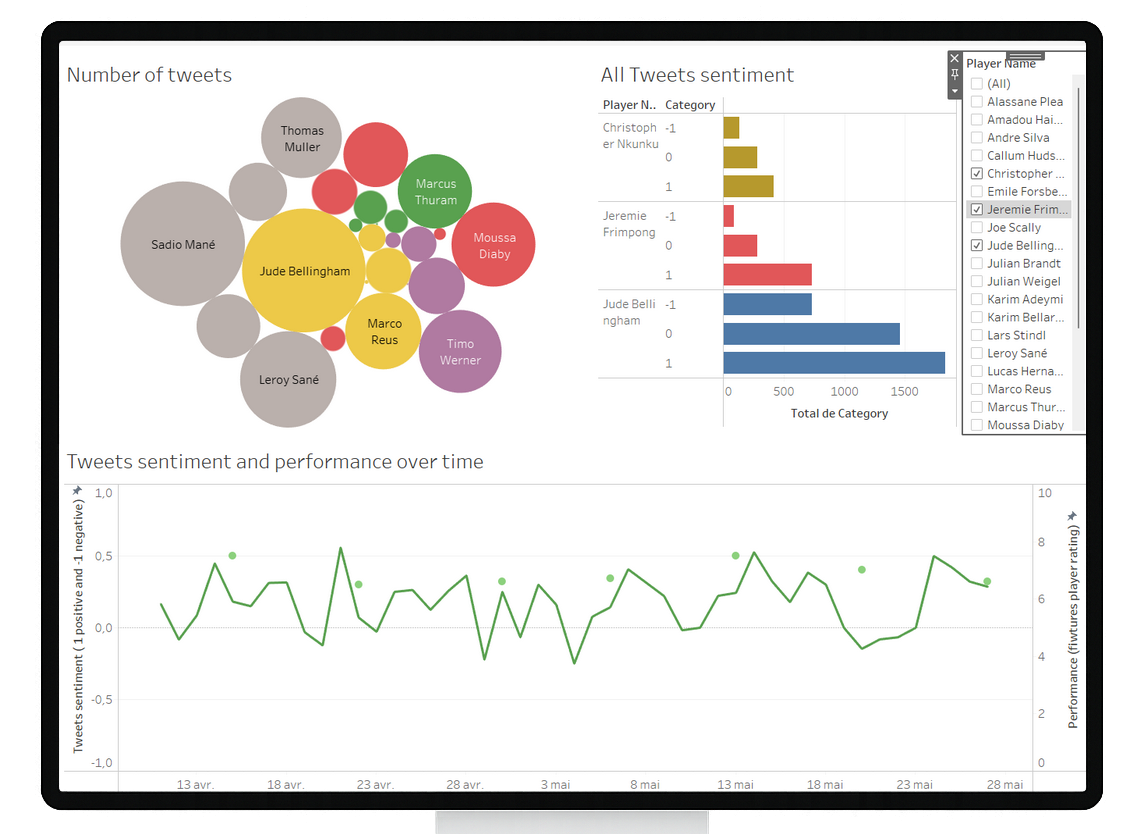 Number of tweets
All Tweets sentiment
Thomas
Muller
Marcus
Thuram
Sadio Mané
Moussa
Diaby
Jude Bellingham
Marco
Reus
Timo
Werner
Leroy Sané
Player N.. Category
Christoph
er Nkunku
-1
0
1
Jeremie
Frimpong
-1
0
1
Jude Belli
ngham
-1
0
1
0 500 1000 1500
Total de Category
Player Name
(All)
Alassane Plea
Amadou Hai...
Andre Silva
Callum Huds...
Christopher ...
Emile Forsbe...
Jeremie Frim...
Joe Scally
Jude Belling...
Julian Brandt
Julian Weigel
Karim Adeymi
Karim Bellar...
Lars Stindl
Leroy Sané
Lucas Herna...
Marco Reus
Marcus Thur...
Moussa Diaby
Tweets sentiment and performance over time
Tweets sentiment ( 1 positive and -1 negative)
1,0
0,5
0,0
-0,5
-1,0
10
8
6
4
2
0
Performance (fiwtures player rating)
13 avr. 18 avr. 23 avr. 28 avr. 3 mai 8 mai 13 mai 18 mai 23 mai 28 mai